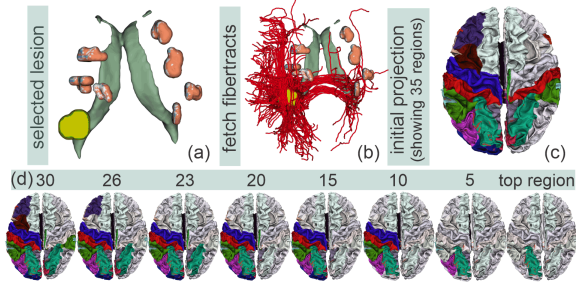 selected lesion
(a)
fetch fibertracts
(b)
initial projection
(showing 35 regions)
(c)
(d)
30 26 23 20 15 10 5 top region